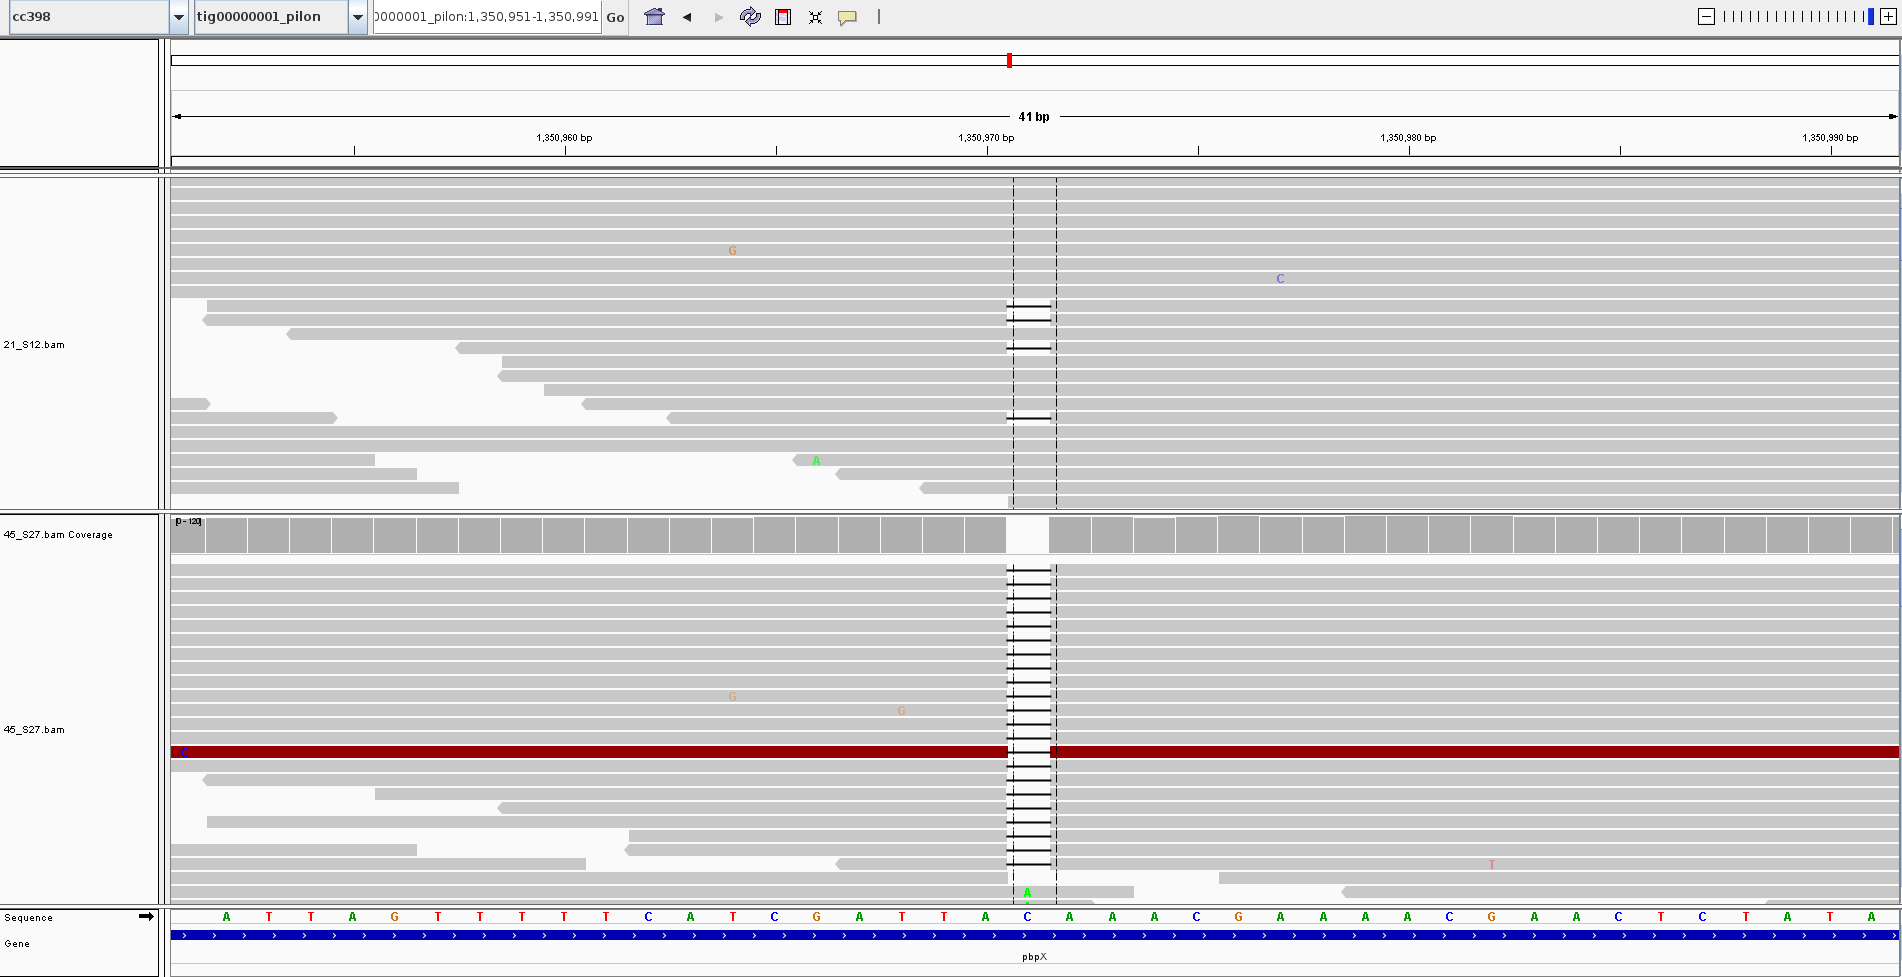 cc398 tig00000001_pilon 0000001_pilon:1,350,951-1,350,991 Go
41 bp
1,350,960 bp 1,350,970 bp 1,350,980 bp 1,350,990 bp
G
C
21_S12.bam
A
[0 - 120]
45_S27.bam Coverage
G
G
45_S27.bam
C
T
A
Sequence A T T A G T T T T T C A T C G A T T A C A A A C G A A A A C G A A C T C T A T A
Gene
pbpX